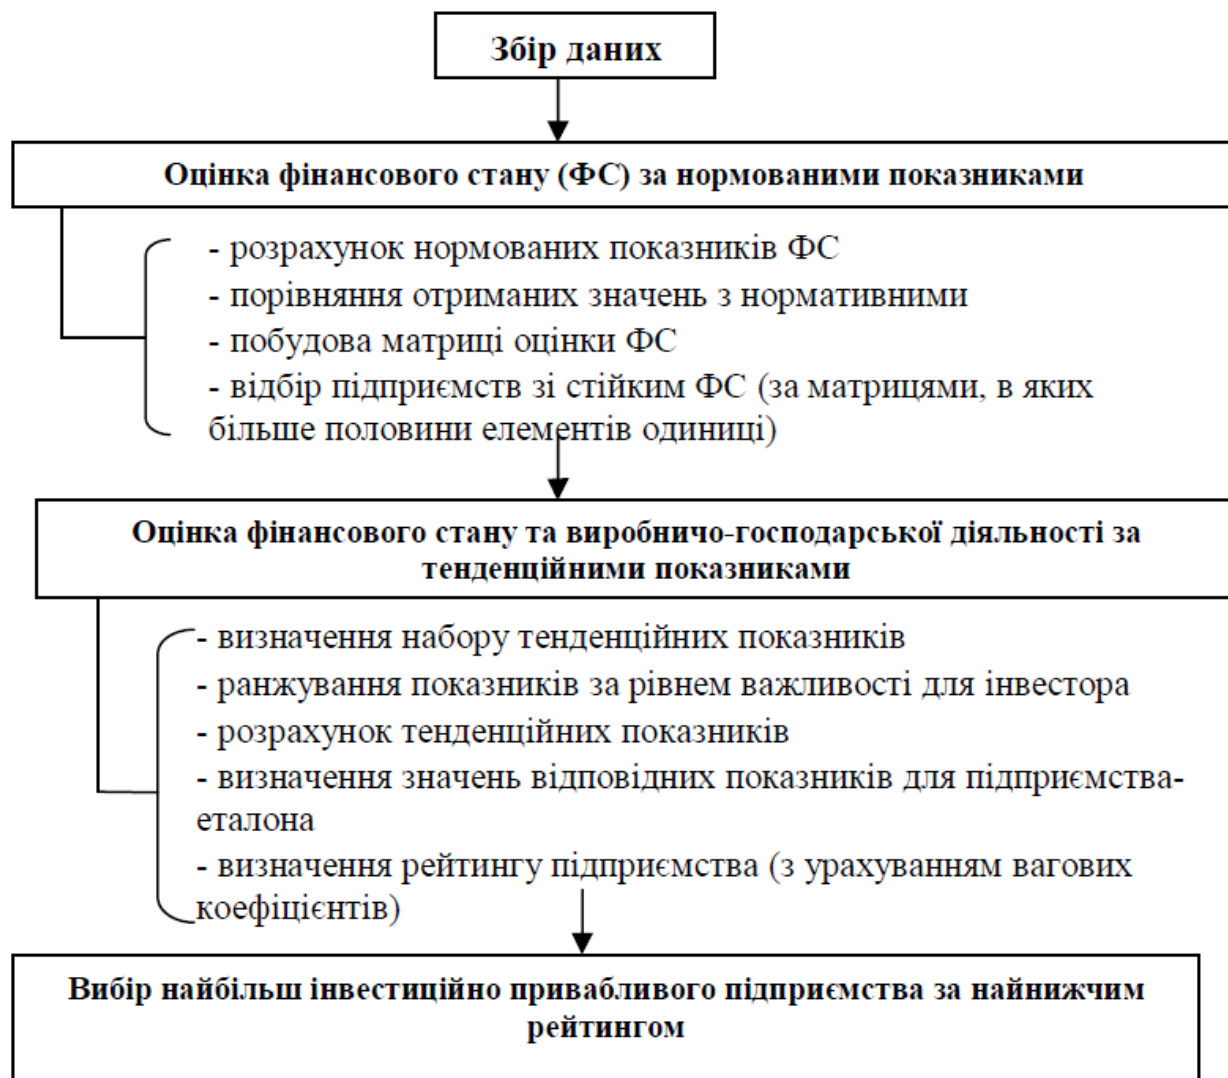 Збір даних
Оцінка фінансового стану (ФС) за нормованими показниками
- розрахунок нормованих показників ФС
- порівняння отриманих значень з нормативними
- побудова матриці оцінки ФС
- відбір підприємств зі стійким ФС (за матрицями, в яких
більше половини елементів одиниці)
Оцінка фінансового стану та виробничо-господарської діяльності за
тенденційними показниками
- визначення набору тенденційних показників
- ранжування показників за рівнем важливості для інвестора
- розрахунок тенденційних показників
- визначення значень відповідних показників для підприємства-
еталона
- визначення рейтингу підприємства (з урахуванням вагових
коефіцієнтів)
Вибір найбільш інвестиційно привабливого підприємства за найнижчим
рейтингом